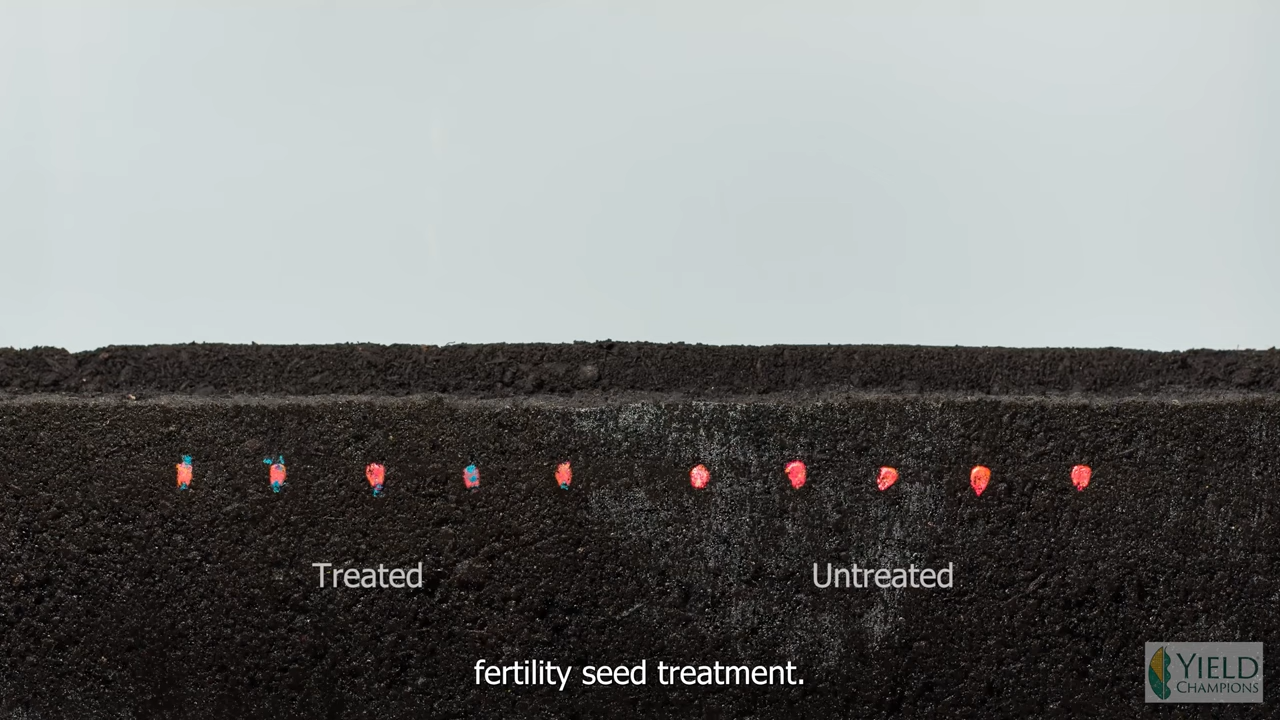 Treated
Untreated
fertility seed treatment.
YIELD
CHAMPIONS